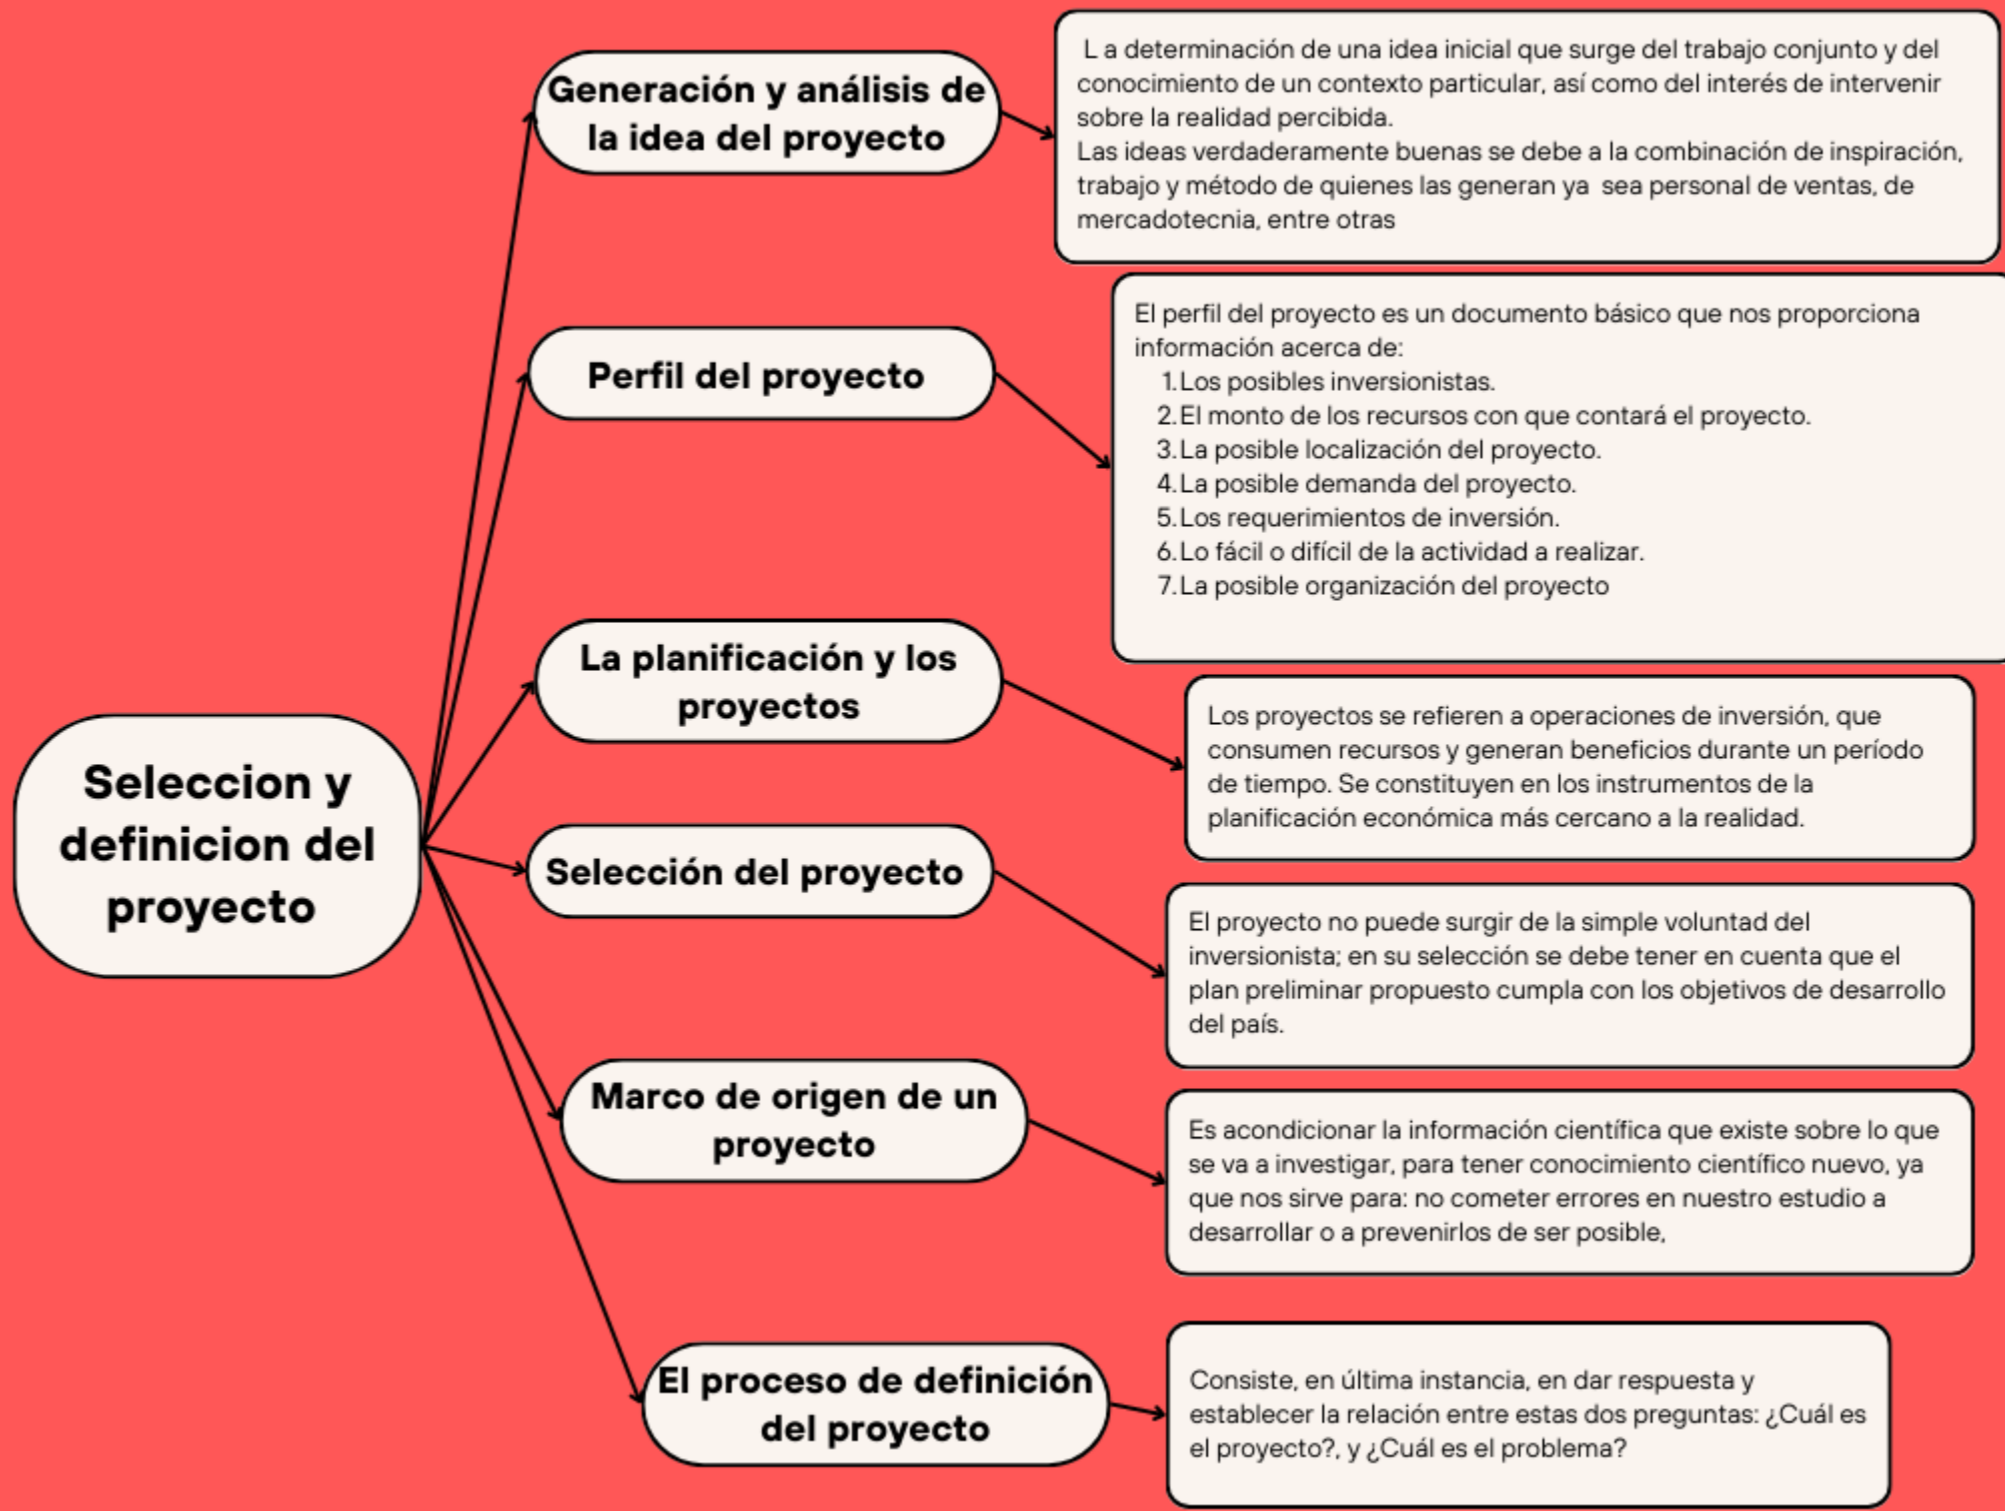 Generación y análisis de
la idea del proyecto
L a determinación de una idea inicial que surge del trabajo conjunto y del
conocimiento de un contexto particular, así como del interés de intervenir
sobre la realidad percibida.
Las ideas verdaderamente buenas se debe a la combinación de inspiración,
trabajo y método de quienes las generan ya  sea personal de ventas, de
mercadotecnia, entre otras
Perfil del proyecto
El perfil del proyecto es un documento básico que nos proporciona
información acerca de:
1. Los posibles inversionistas.
2. El monto de los recursos con que contará el proyecto.
3. La posible localización del proyecto.
4. La posible demanda del proyecto.
5. Los requerimientos de inversión.
6. Lo fácil o difícil de la actividad a realizar.
7. La posible organización del proyecto
La planificación y los
proyectos
Los proyectos se refieren a operaciones de inversión, que
consumen recursos y generan beneficios durante un período
de tiempo. Se constituyen en los instrumentos de la
planificación económica más cercano a la realidad.
Seleccion y
definicion del
proyecto
Selección del proyecto
El proyecto no puede surgir de la simple voluntad del
inversionista; en su selección se debe tener en cuenta que el
plan preliminar propuesto cumpla con los objetivos de desarrollo
del país.
Marco de origen de un
proyecto
Es acondicionar la información científica que existe sobre lo que
se va a investigar, para tener conocimiento científico nuevo, ya
que nos sirve para: no cometer errores en nuestro estudio a
desarrollar o a prevenirlos de ser posible,
El proceso de definición
del proyecto
Consiste, en última instancia, en dar respuesta y
establecer la relación entre estas dos preguntas: ¿Cuál es
el proyecto?, y ¿Cuál es el problema?